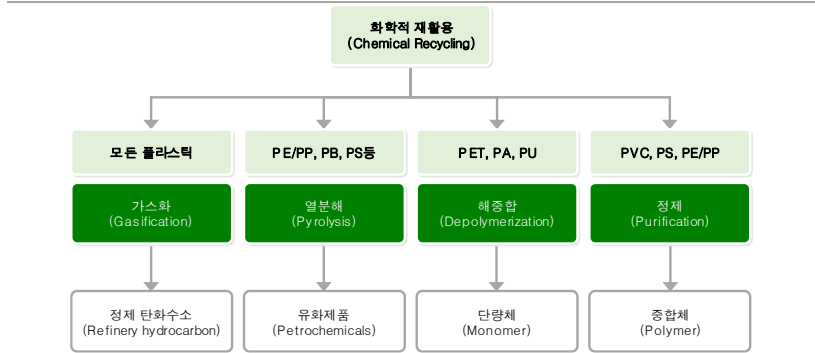 화학적 재활용
(Chemical Recycling)
모든 플라스틱
PE/PP, PB, PS등
PET, PA, PU
PVC, PS, PE/PP
가스화
(Gasification)
열분해
(Pyrolysis)
해중합
(Depolymerization)
정제
(Purification)
정제 탄화수소
(Refinery hydrocarbon)
유화제품
(Petrochemicals)
단량체
(Monomer)
중합체
(Polymer)